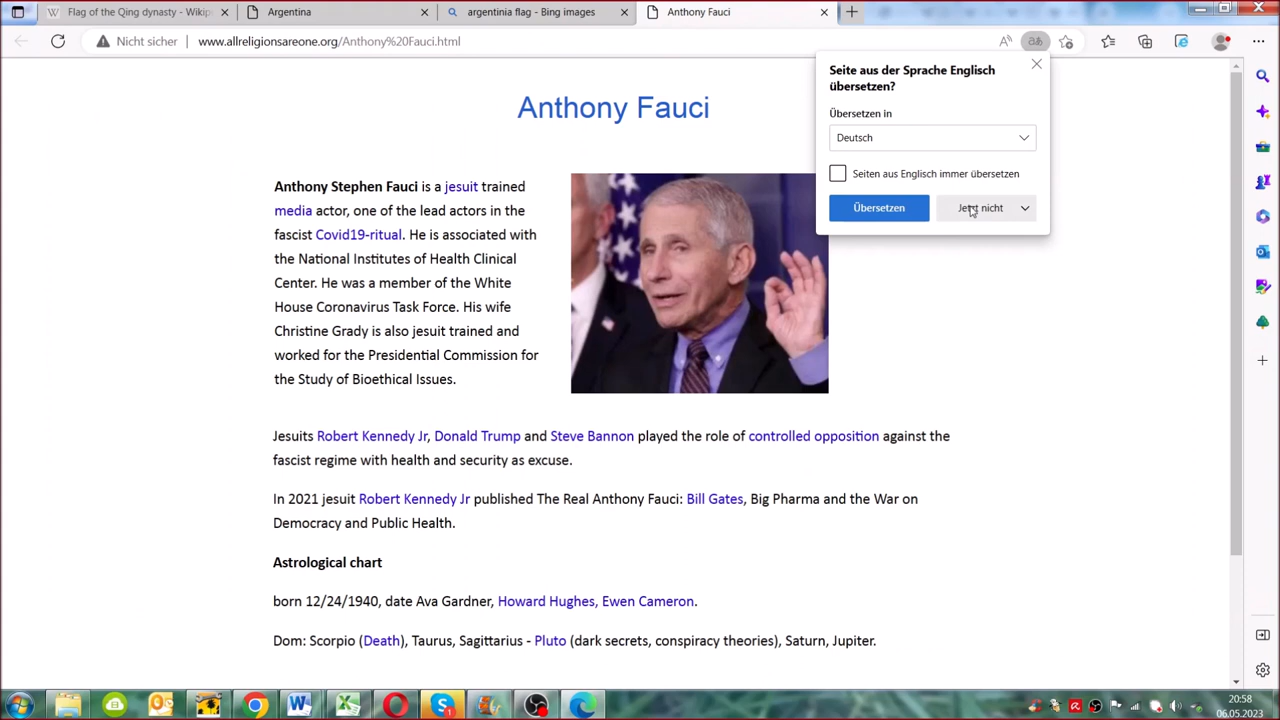 Flag of the Qing dynasty - Wikip
Argentina
argentinia flag - Bing images
Anthony Fauci
Nicht sicher
www.allreligionsareone.org/Anthony%20Fauci.html
Seite aus der Sprache Englisch
übersetzen?
Übersetzen in
Deutsch
Seiten aus Englisch immer übersetzen
Übersetzen
Jetzt nicht
Anthony Fauci
Anthony Stephen Fauci is a jesuit trained
media actor, one of the lead actors in the
fascist Covid19-ritual. He is associated with
the National Institutes of Health Clinical
Center. He was a member of the White
House Coronavirus Task Force. His wife
Christine Grady is also jesuit trained and
worked for the Presidential Commission for
the Study of Bioethical Issues.
Jesuits Robert Kennedy Jr, Donald Trump and Steve Bannon played the role of controlled opposition against the
fascist regime with health and security as excuse.
In 2021 jesuit Robert Kennedy Jr published The Real Anthony Fauci: Bill Gates, Big Pharma and the War on
Democracy and Public Health.
Astrological chart
born 12/24/1940, date Ava Gardner, Howard Hughes, Ewen Cameron.
Dom: Scorpio (Death), Taurus, Sagittarius - Pluto (dark secrets, conspiracy theories), Saturn, Jupiter.
20:58
06.05.2023